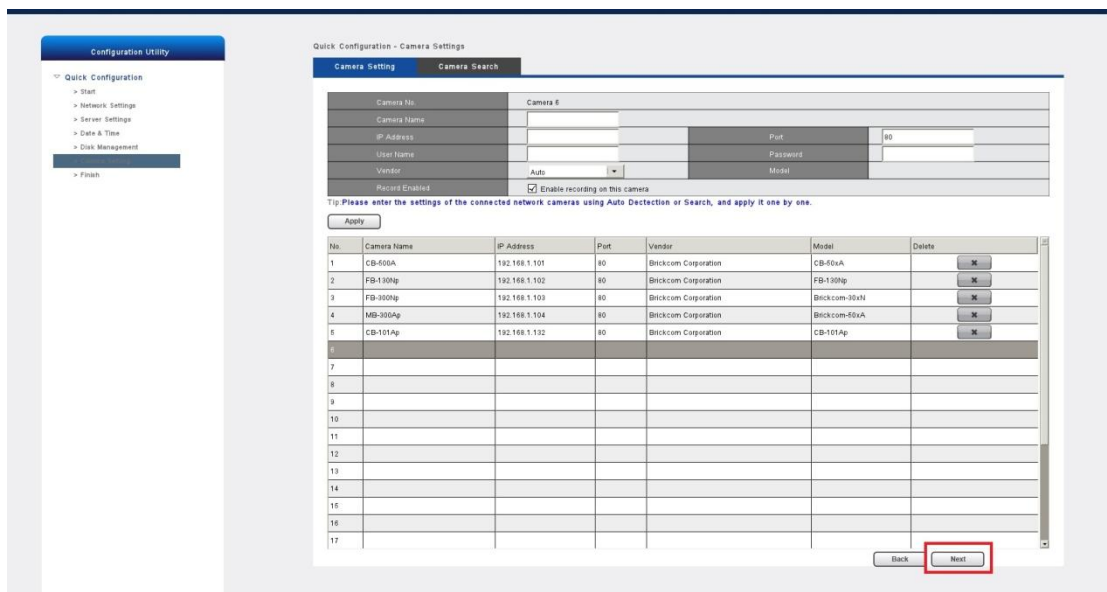 Configuration Utility
Quick Configuration
> Start
> Network Settings
> Server Settings
> Date & Time
> Disk Management
> Camera Setting
> Finish
Quick Configuration - Camera Settings
Camera Setting Camera Search
Camera No. Camera 6
Camera Name
IP Address Port 80
User Name Password
Vendor Auto Model
Record Enabled Enable recording on this camera
Tip:Please enter the settings of the connected network cameras using Auto Dectection or Search, and apply it one by one.
Apply
No. Camera Name IP Address Port Vendor Model Delete
1 CB-500A 192.168.1.101 80 Brickcom Corporation CB-50xA
2 FB-130Np 192.168.1.102 80 Brickcom Corporation FB-130Np
3 FB-300Np 192.168.1.103 80 Brickcom Corporation Brickcom-30xN
4 MB-300Ap 192.168.1.104 80 Brickcom Corporation Brickcom-50xA
5 CB-101Ap 192.168.1.132 80 Brickcom Corporation CB-101Ap
6
7
8
9
10
11
12
13
14
15
16
17
Back Next